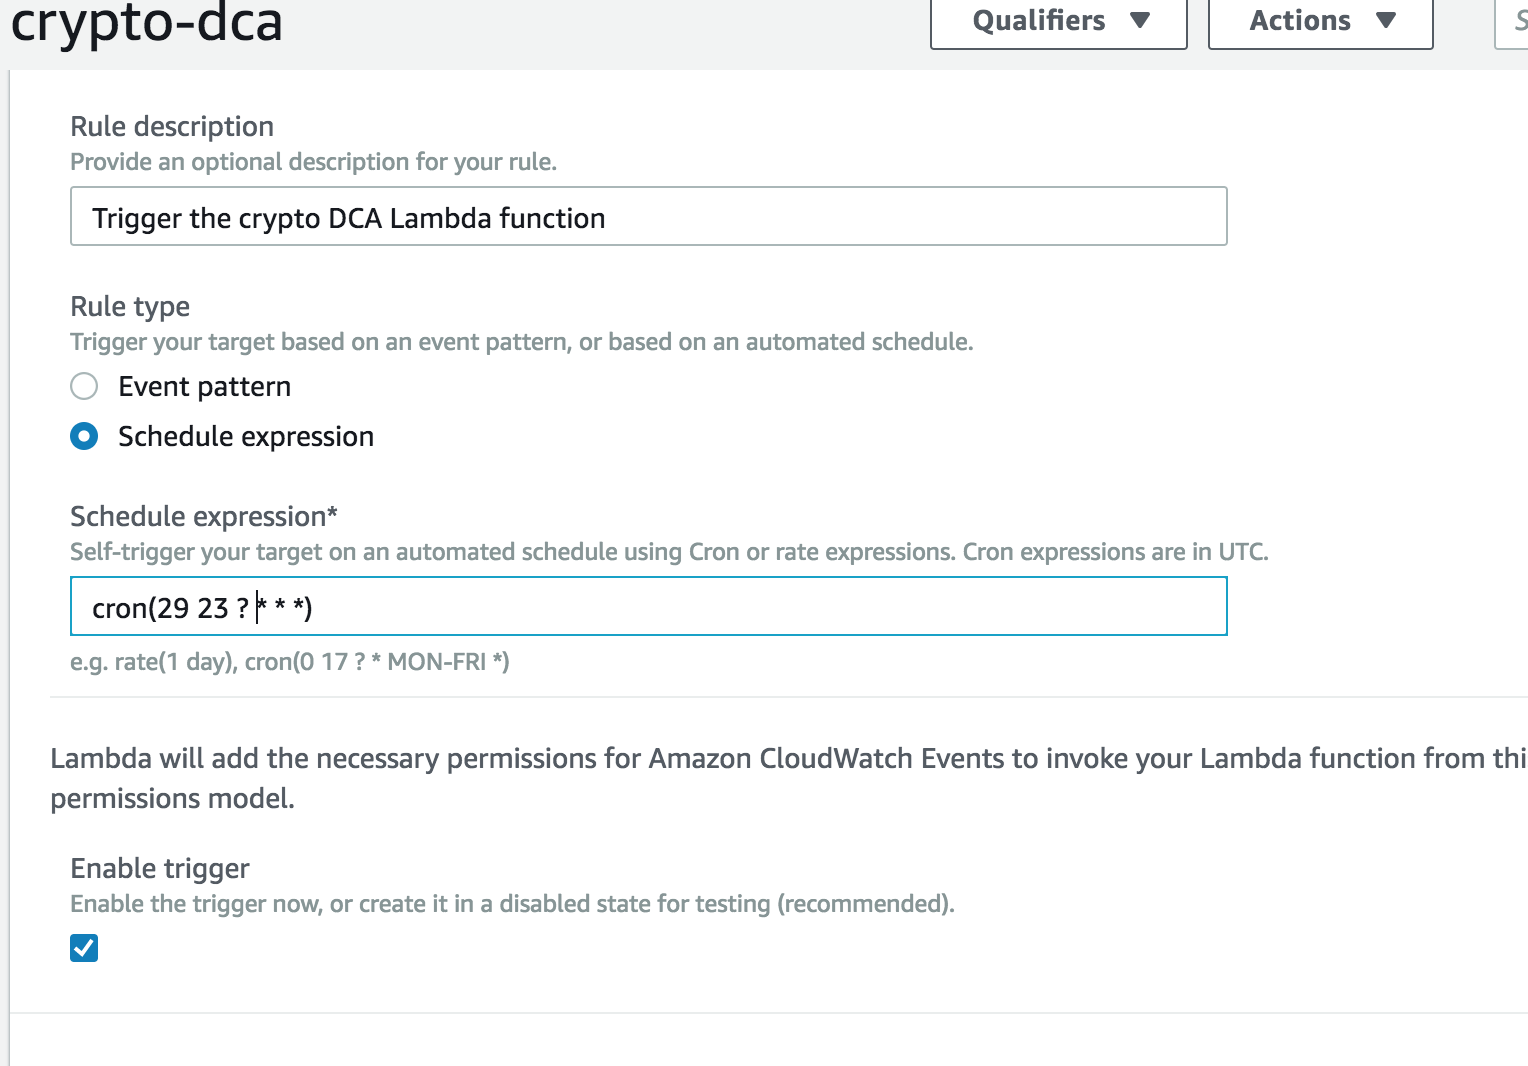 crypto-dca
Qualifiers
Actions
Rule description
Provide an optional description for your rule.
Trigger the crypto DCA Lambda function
Rule type
Trigger your target based on an event pattern, or based on an automated schedule.
Event pattern
Schedule expression
Schedule expression*
Self-trigger your target on an automated schedule using Cron or rate expressions. Cron expressions are in UTC.
cron(29 23 ? * * *)
e.g. rate(1 day), cron(0 17 ? * MON-FRI *)
Lambda will add the necessary permissions for Amazon CloudWatch Events to invoke your Lambda function from thi
permissions model.
Enable trigger
Enable the trigger now, or create it in a disabled state for testing (recommended).